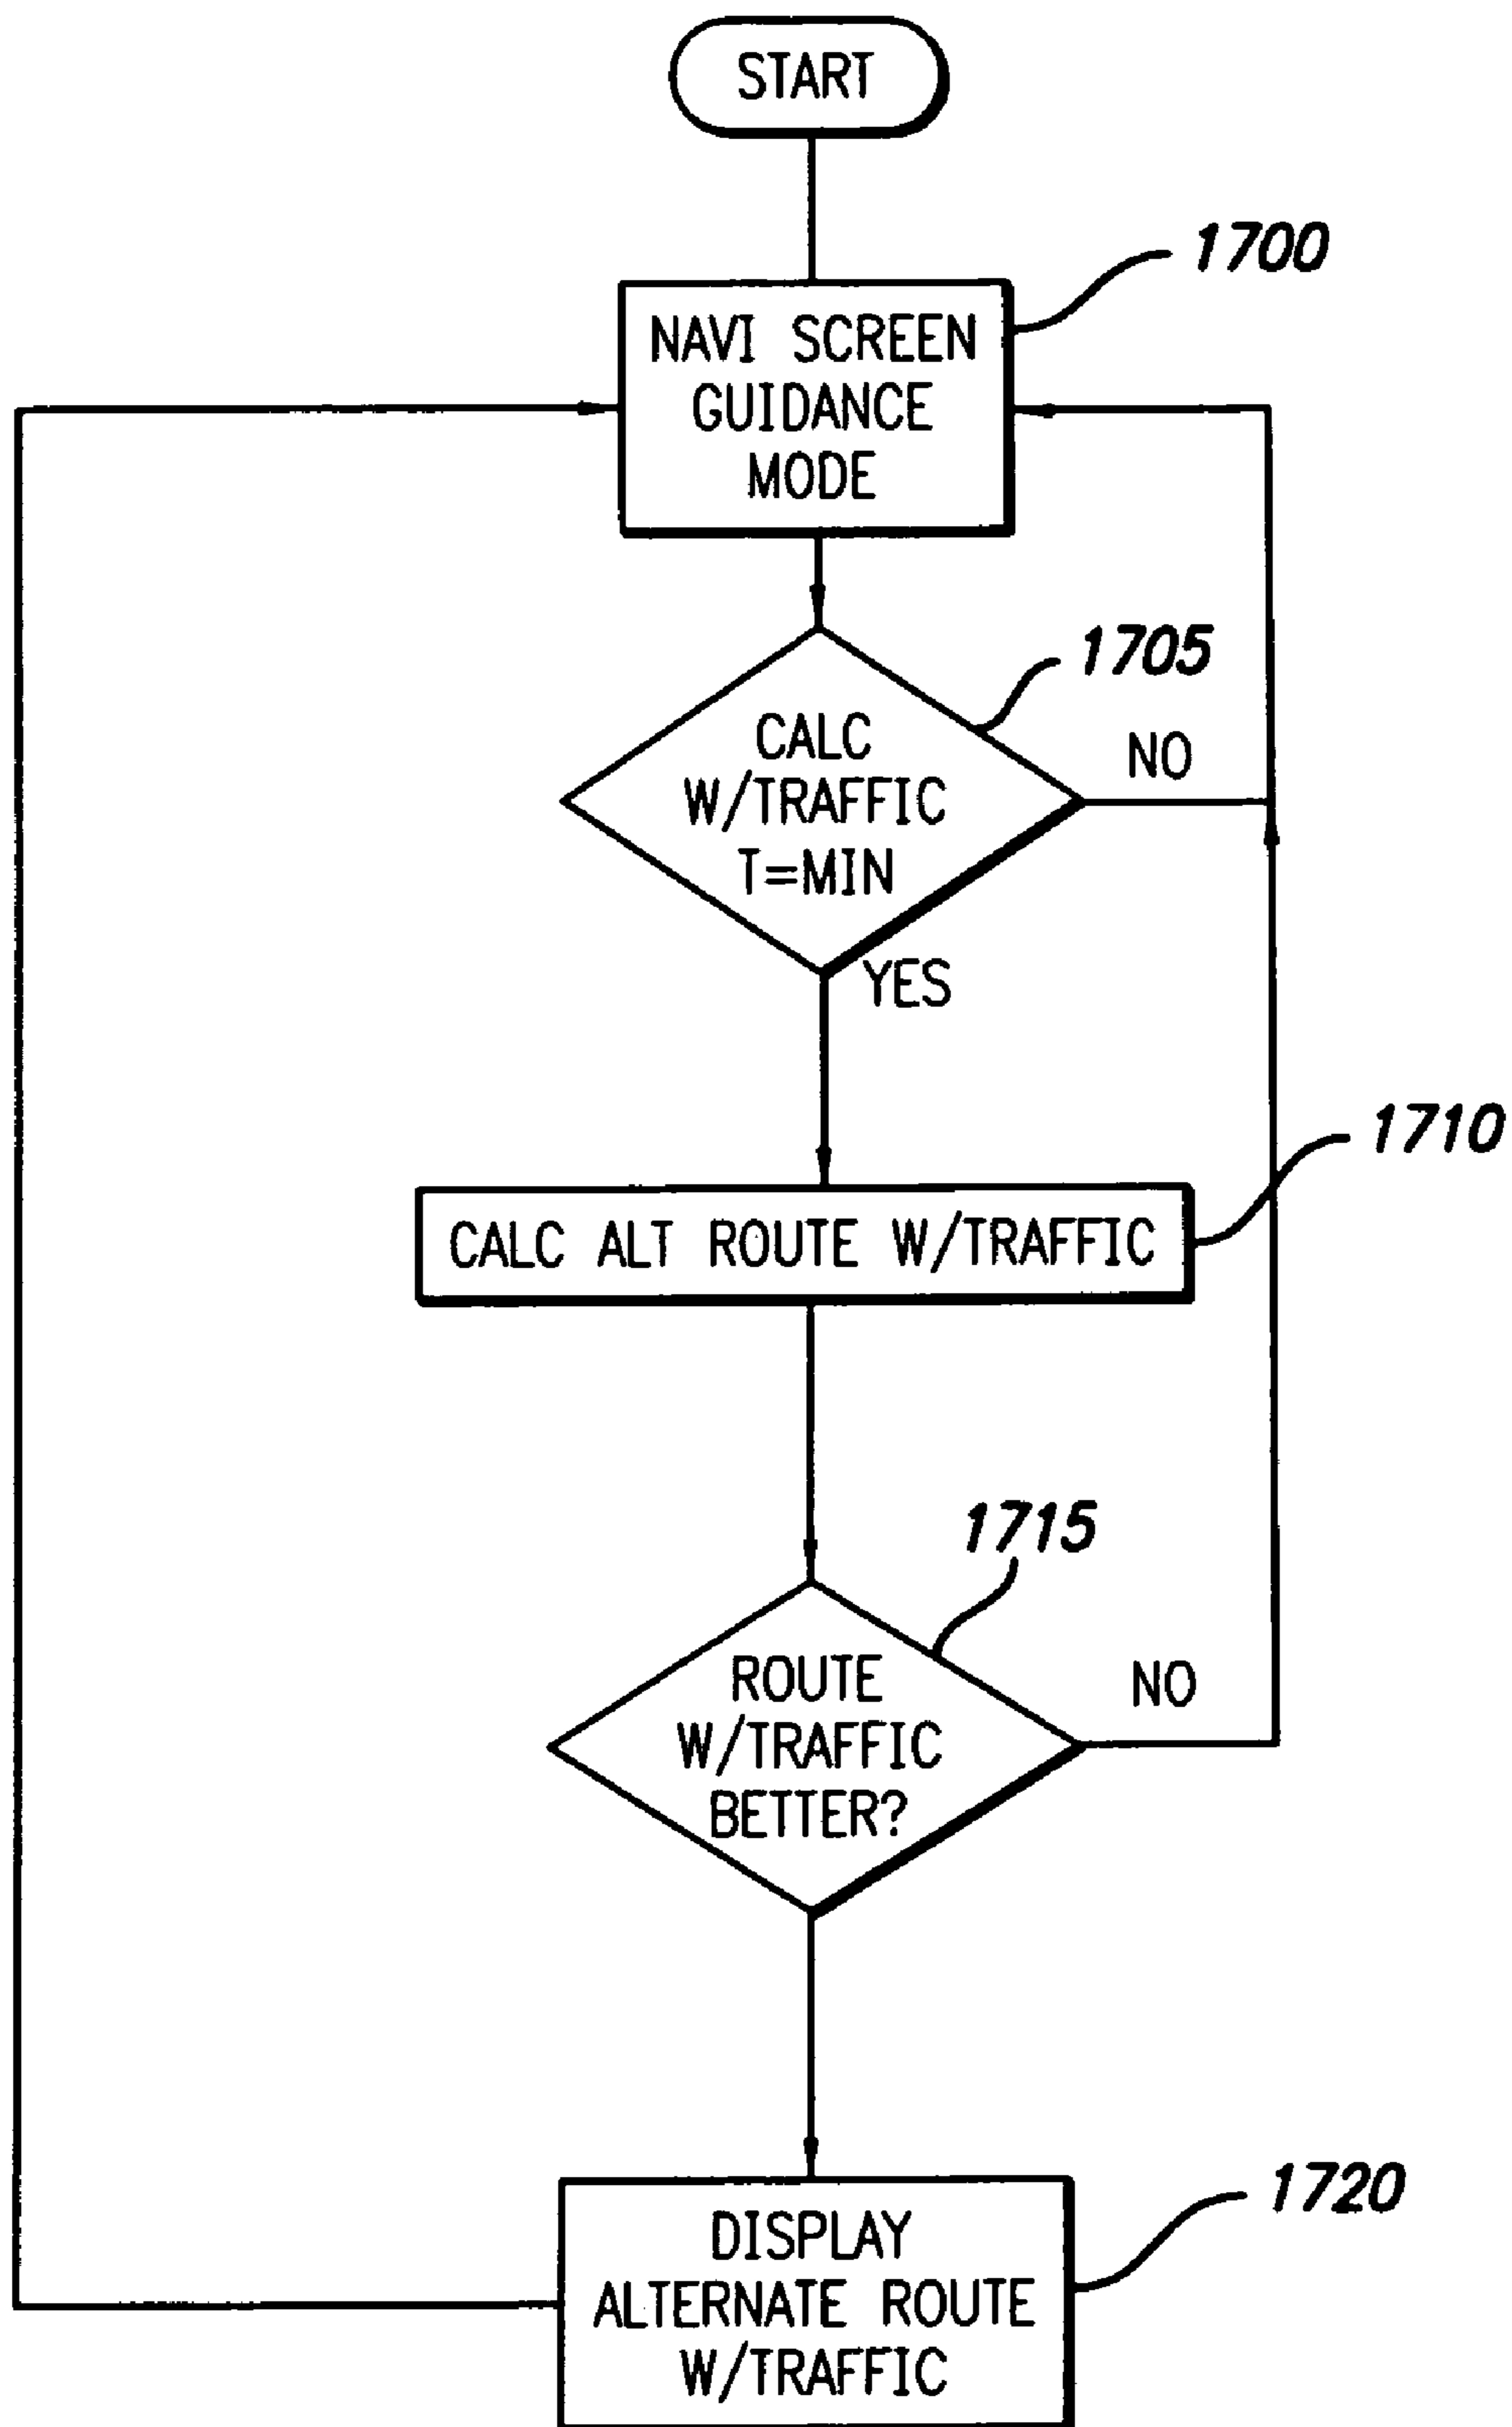 START
1700
NAVI SCREEN
GUIDANCE
MODE
1705
CALC
W/TRAFFIC
T=MIN
NO
YES
1710
CALC ALT ROUTE W/TRAFFIC
1715
ROUTE
W/TRAFFIC
BETTER?
NO
1720
DISPLAY
ALTERNATE ROUTE
W/TRAFFIC